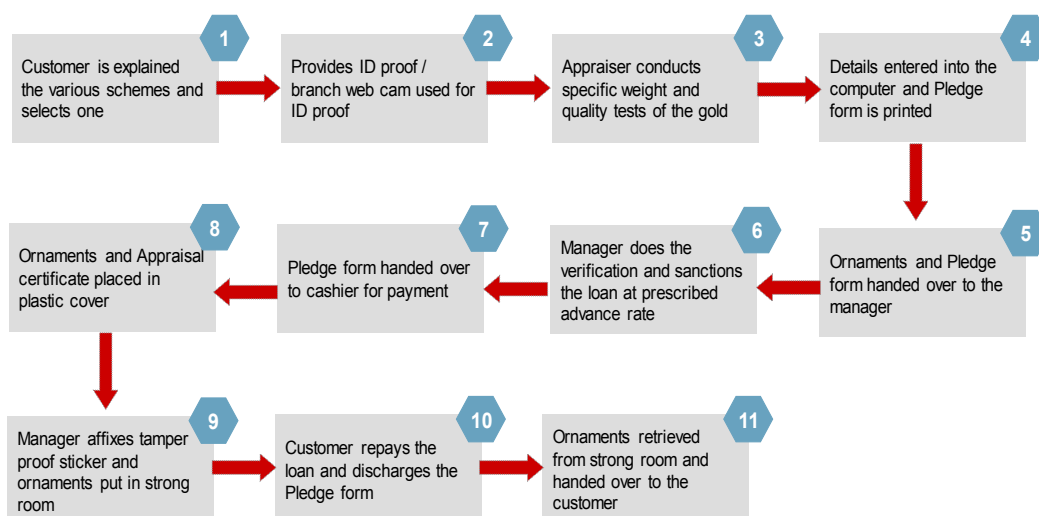 1
Customer is explained
the various schemes and
selects one
2
Provides ID proof /
branch web cam used for
ID proof
3
Appraiser conducts
specific weight and
quality tests of the gold
4
Details entered into the
computer and Pledge
form is printed
5
Ornaments and Pledge
form handed over to the
manager
6
Manager does the
verification and sanctions
the loan at prescribed
advance rate
7
Pledge form handed over
to cashier for payment
8
Ornaments and Appraisal
certificate placed in
plastic cover
9
Manager affixes tamper
proof sticker and
ornaments put in strong
room
10
Customer repays the
loan and discharges the
Pledge form
11
Ornaments retrieved
from strong room and
handed over to the
customer